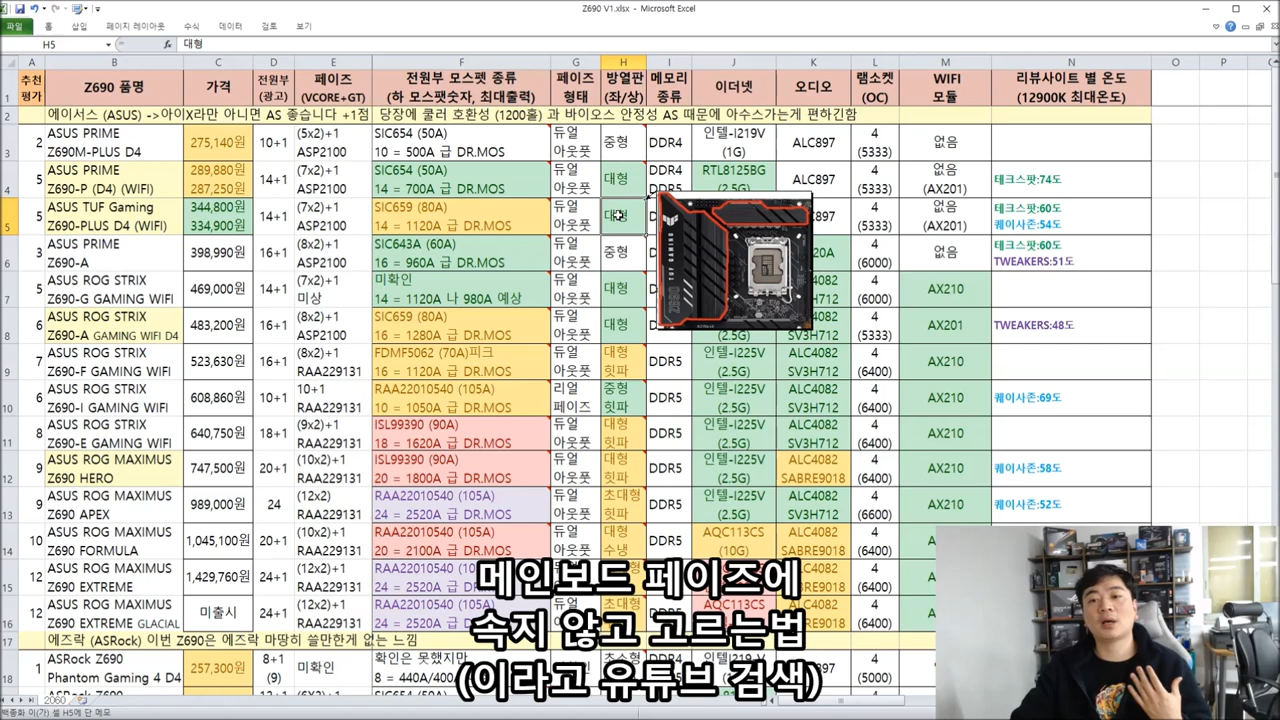 Z690 V1.xlsx - Microsoft Excel
파일 홈 삽입 페이지 레이아웃 수식 데이터 검토 보기
H5 fx 대형
A B C D E F G H I J K L M N O P Q
1 추천평가 Z690 품명 가격 전원부(광고) 페이즈(VCORE+GT) 전원부 모스펫 종류(하 모스펫숫자, 최대출력) 페이즈형태 방열판(좌/상) 메모리종류 이더넷 오디오 램소켓(OC) WIFI모듈 리뷰사이트 별 온도(12900K 최대온도)
2 에이서스 (ASUS) ->아이X라만 아니면 AS 좋습니다 +1점 당장에 쿨러 호환성 (1200홀) 과 바이오스 안정성 AS 때문에 아수스가는게 편하긴함
3 2 ASUS PRIME Z690M-PLUS D4 275,140원 10+1 (5x2)+1 ASP2100 SIC654 (50A) 10 = 500A 급 DR.MOS 듀얼 아웃풋 중형 DDR4 인텔-I219V (1G) ALC897 4 (5333) 없음
4 5 ASUS PRIME Z690-P (D4) (WIFI) 289,880원 287,250원 14+1 (7x2)+1 ASP2100 SIC654 (50A) 14 = 700A 급 DR.MOS 듀얼 아웃풋 대형 DDR4 DDR5 RTL8125BG (2.5G) ALC897 4 (5333) 없음 (AX201) 테크스팟:74도
5 5 ASUS TUF Gaming Z690-PLUS D4 (WIFI) 344,800원 334,900원 14+1 (7x2)+1 ASP2100 SIC659 (80A) 14 = 1120A 급 DR.MOS 듀얼 아웃풋 대형 4 (5333) 없음 (AX201) 테크스팟:60도 퀘이사존:54도
6 3 ASUS PRIME Z690-A 398,990원 16+1 (8x2)+1 ASP2100 SIC643A (60A) 16 = 960A 급 DR.MOS 듀얼 아웃풋 중형 4 (6000) 없음 테크스팟:60도 TWEAKERS:51도
7 5 ASUS ROG STRIX Z690-G GAMING WIFI 469,000원 14+1 (7x2)+1 미상 미확인 14 = 1120A 나 980A 예상 듀얼 아웃풋 대형 SV3H712 4 (6000) AX210
8 6 ASUS ROG STRIX Z690-A GAMING WIFI D4 483,200원 16+1 (8x2)+1 ASP2100 SIC659 (80A) 16 = 1280A 급 DR.MOS 듀얼 아웃풋 대형 (2.5G) SV3H712 4 (5333) AX201 TWEAKERS:48도
9 7 ASUS ROG STRIX Z690-F GAMING WIFI 523,630원 16+1 (8x2)+1 RAA229131 FDMF5062 (70A)피크 16 = 1120A 급 DR.MOS 듀얼 아웃풋 대형 힛파 DDR5 인텔-I225V (2.5G) ALC4082 SV3H712 4 (6400) AX210
10 6 ASUS ROG STRIX Z690-I GAMING WIFI 608,860원 10+1 10+1 RAA229131 RAA22010540 (105A) 10 = 1050A 급 DR.MOS 리얼 페이즈 중형 힛파 DDR5 인텔-I225V (2.5G) ALC4082 SV3H712 4 (6400) AX210 퀘이사존:69도
11 8 ASUS ROG STRIX Z690-E GAMING WIFI 640,750원 18+1 (9x2)+1 RAA229131 ISL99390 (90A) 18 = 1620A 급 DR.MOS 듀얼 아웃풋 대형 힛파 DDR5 인텔-I225V (2.5G) ALC4082 SV3H712 4 (6400) AX210
12 9 ASUS ROG MAXIMUS Z690 HERO 747,500원 20+1 (10x2)+1 RAA229131 ISL99390 (90A) 20 = 1800A 급 DR.MOS 듀얼 아웃풋 대형 힛파 DDR5 인텔-I225V (2.5G) ALC4082 SABRE9018 4 (6400) AX210 퀘이사존:58도
13 9 ASUS ROG MAXIMUS Z690 APEX 989,000원 24 (12x2) RAA229131 RAA22010540 (105A) 24 = 2520A 급 DR.MOS 듀얼 아웃풋 초대형 힛파 DDR5 인텔-I225V (2.5G) ALC4082 SV3H712 4 (6600) AX210 퀘이사존:52도
14 10 ASUS ROG MAXIMUS Z690 FORMULA 1,045,100원 20+1 (10x2)+1 RAA229131 RAA22010540 (105A) 20 = 2100A 급 DR.MOS 듀얼 아웃풋 대형 수냉 DDR5 AQC113CS (10G) ALC4082 SABRE9018 4 (6400) AX210
15 12 ASUS ROG MAXIMUS Z690 EXTREME 1,429,760원 24+1 (12x2)+1 RAA229131 24 = 2520A 급 ALC4082 SABRE9018 4 (6400)
16 12 ASUS ROG MAXIMUS Z690 EXTREME GLACIAL 미출시 24+1 (12x2)+1 RAA229131 ALC4082 SABRE9018 4 (6400)
17 에즈락 (ASRock) 이번 Z690은 에즈락 마땅히 쓸만한게 없는 느낌
18 1 ASRock Z690 Phantom Gaming 4 D4 257,300원 8+1 (9) 미확인 확인은 못했지만 8 = 440A/400 ALC897 4 (5000) 없음
메인보드 페이즈에
속지 않고 고르는법
(이라고 유튜브 검색)
2060